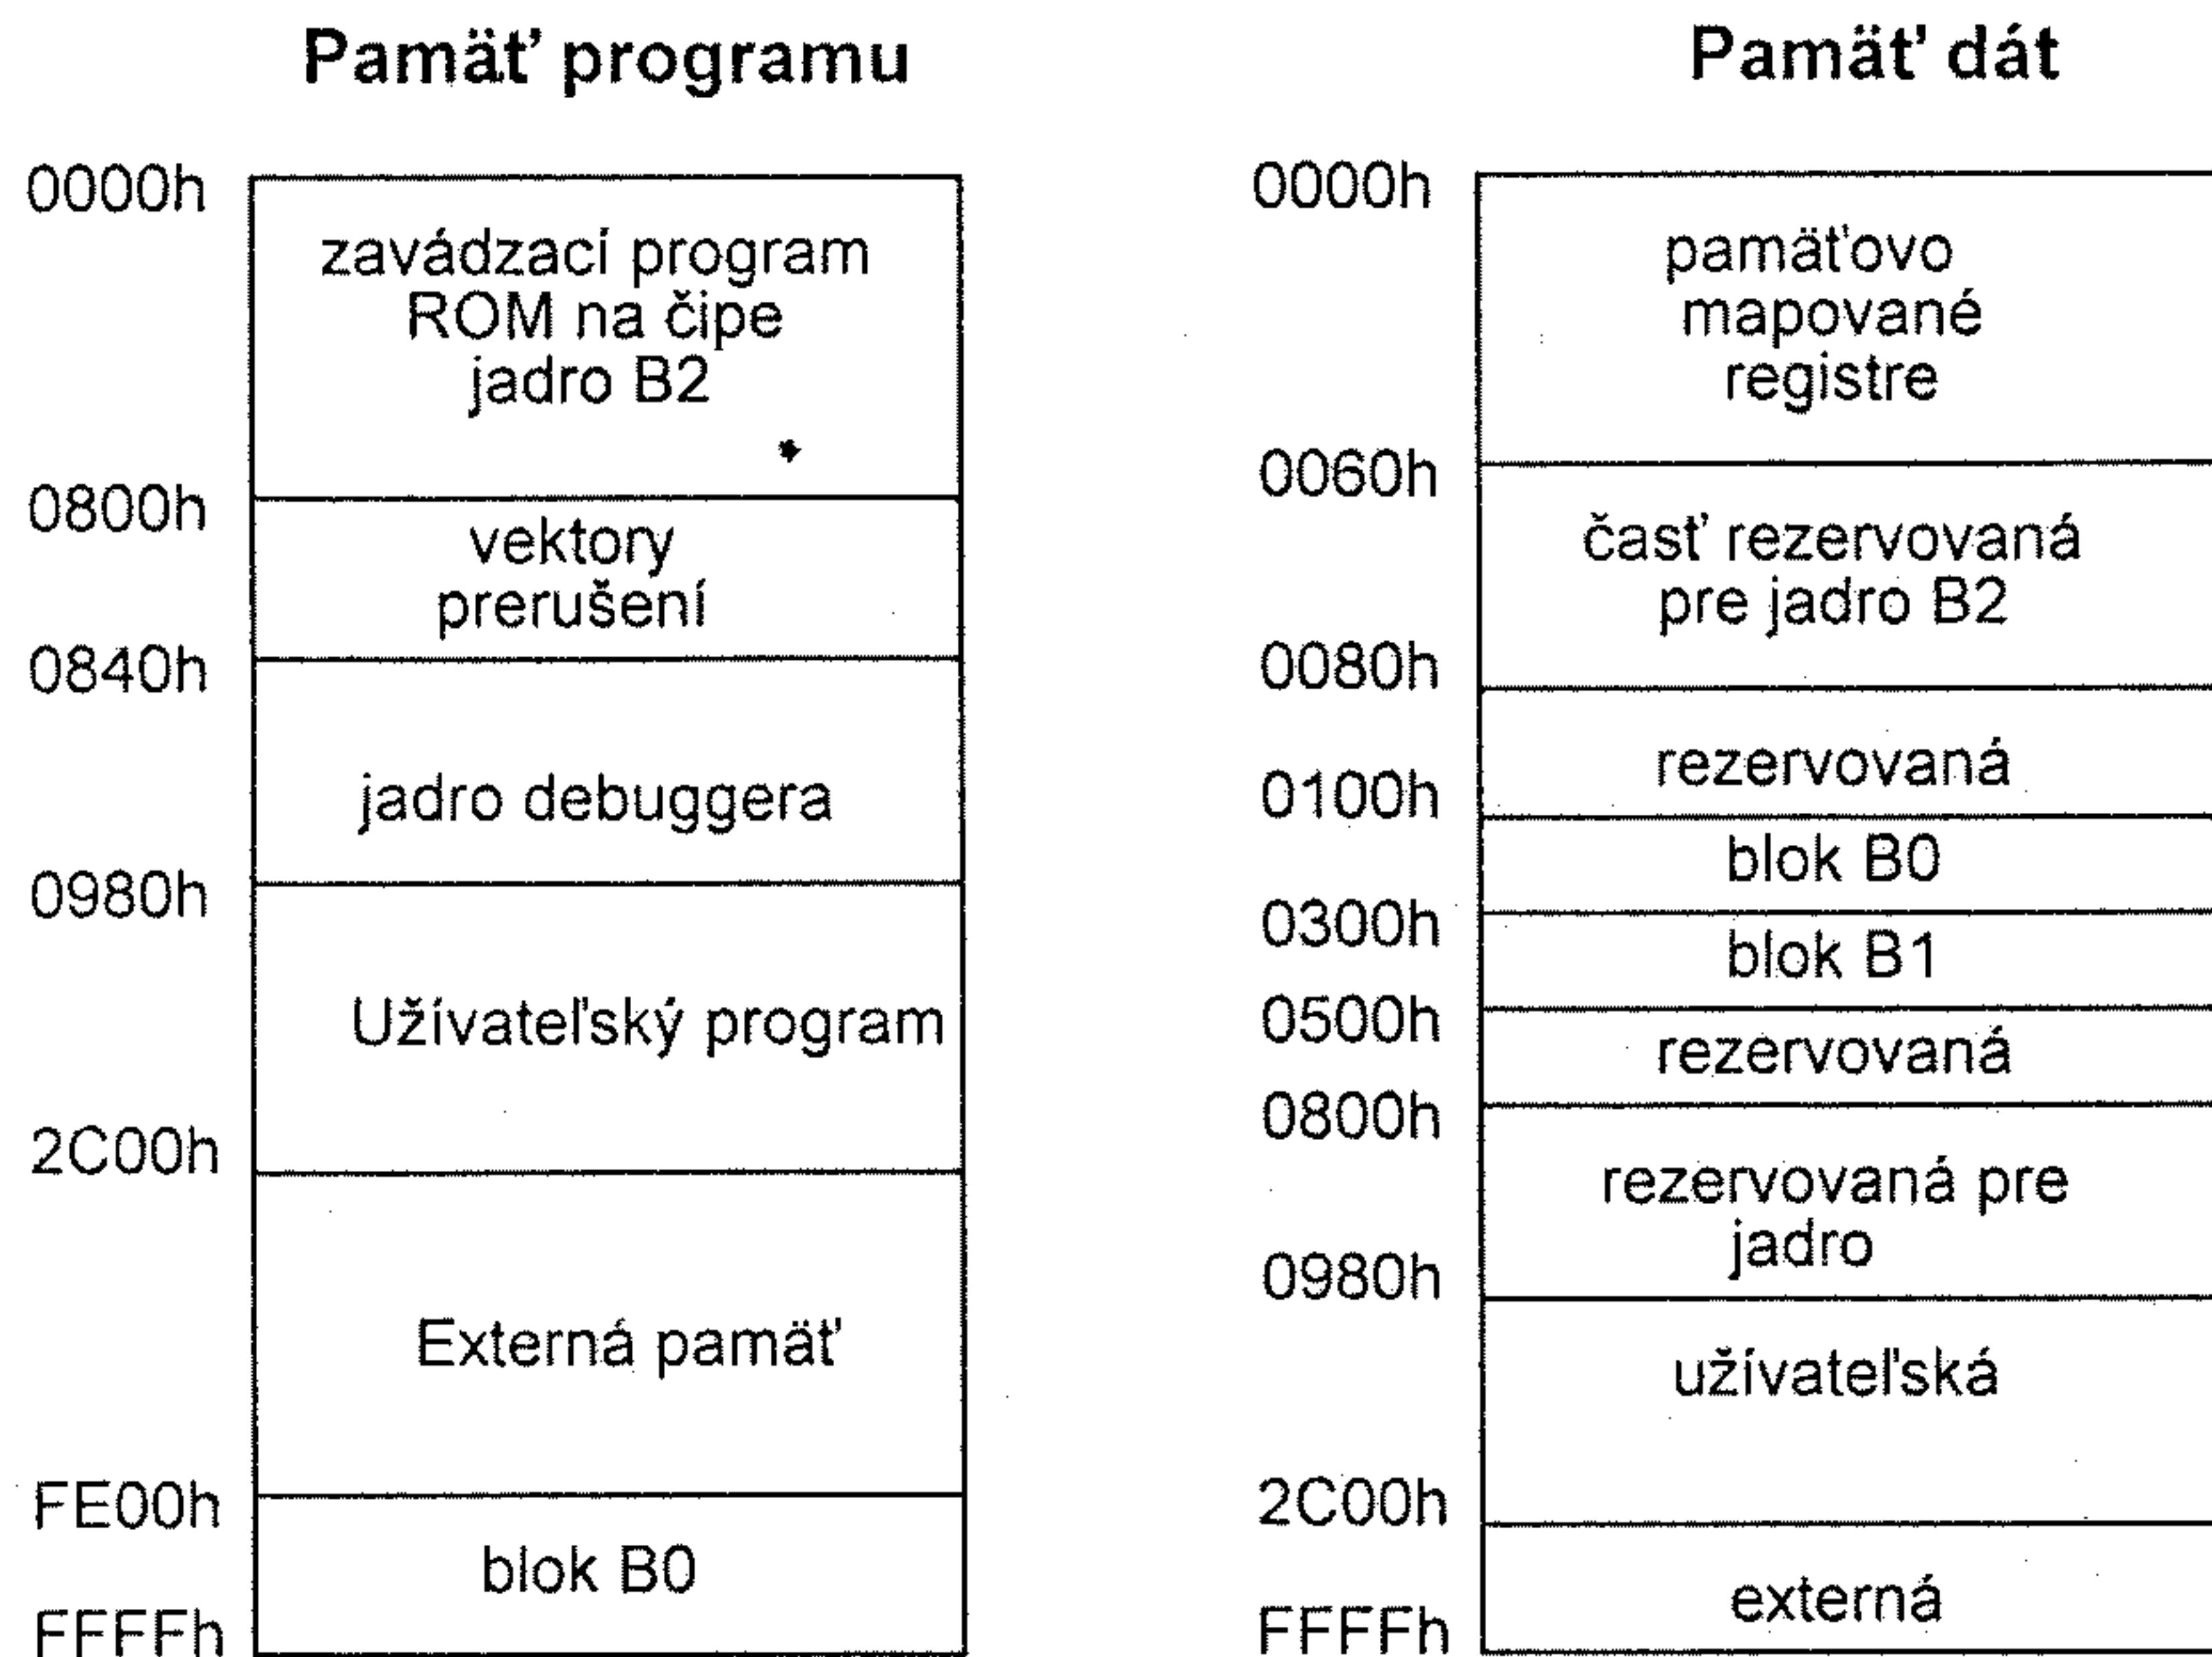 Pamäť programu
0000h
zavádzací program
ROM na čipe
jadro B2
0800h
vektory
prerušení
0840h
jadro debuggera
0980h
Užívateľský program
2C00h
Externá pamäť
FE00h
blok B0
FFFFh
Pamäť dát
0000h
pamäťovo
mapované
registre
0060h
časť rezervovaná
pre jadro B2
0080h
rezervovaná
0100h
blok B0
0300h
blok B1
0500h
rezervovaná
0800h
rezervovaná pre
jadro
0980h
užívateľská
2C00h
externá
FFFFh